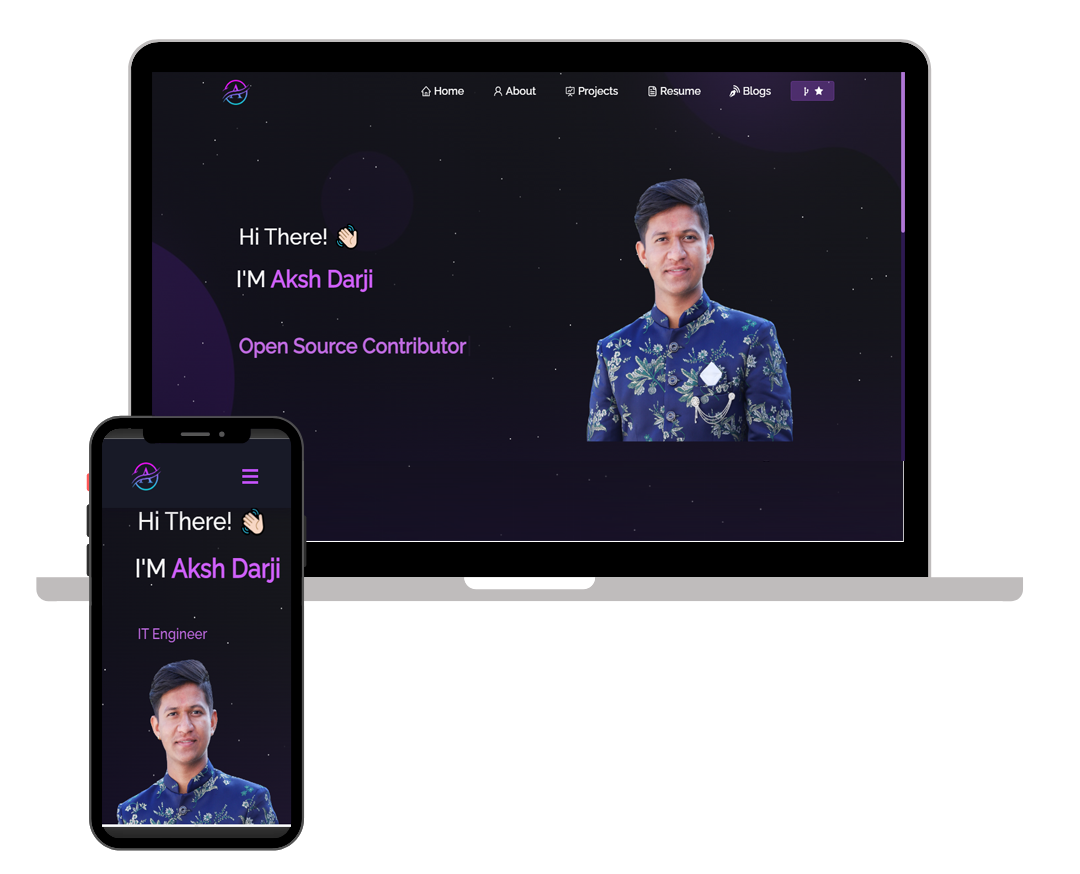 Home About Projects Resume Blogs
Hi There! 👋🏻
I'M Aksh Darji
Open Source Contributor
Hi There! 👋🏻
I'M Aksh Darji
IT Engineer